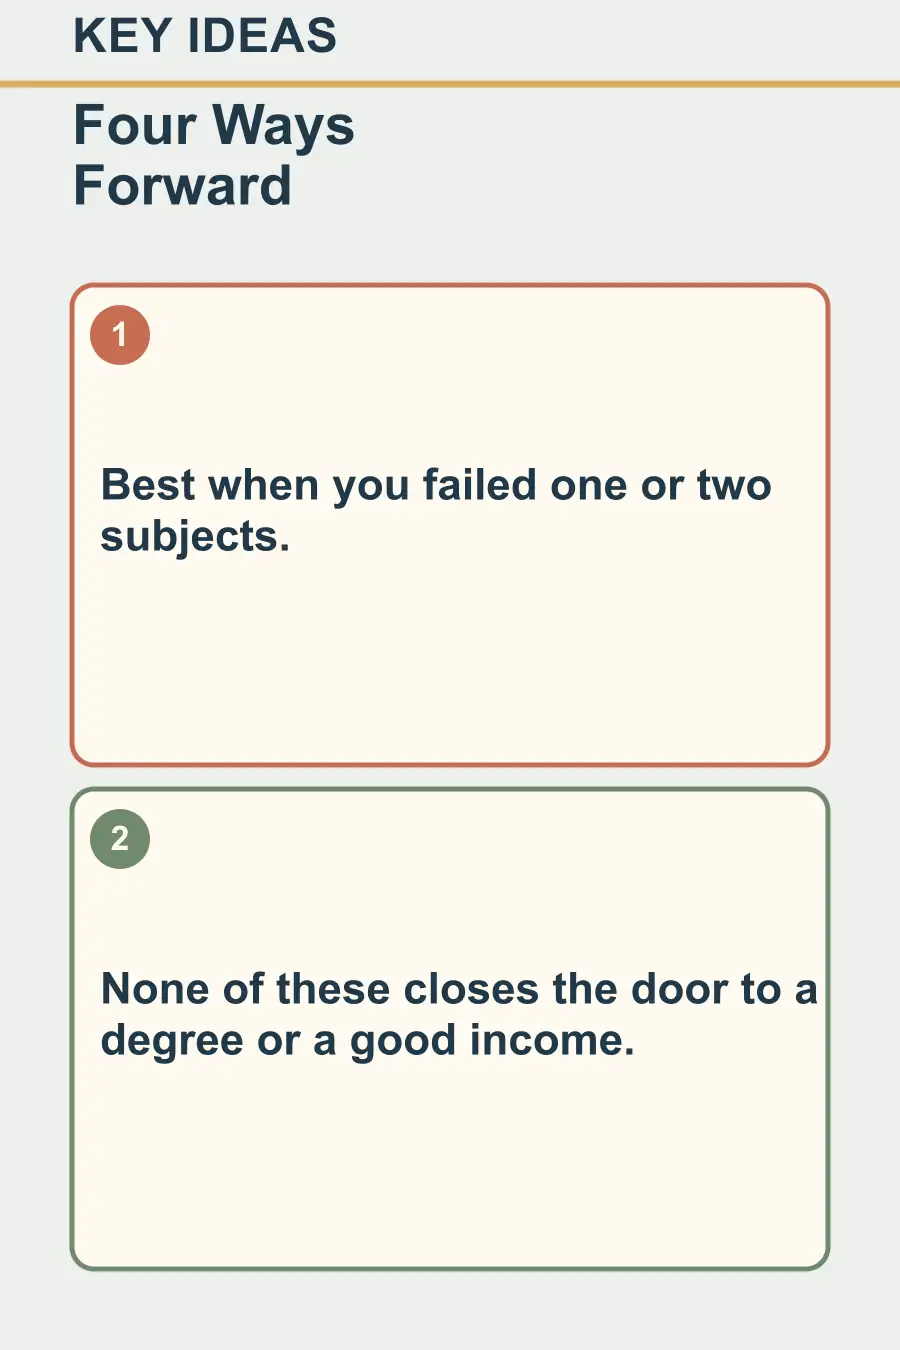 KEY IDEAS
Four Ways
Forward
1
Best when you failed one or two
subjects.
2
None of these closes the door to a
degree or a good income.